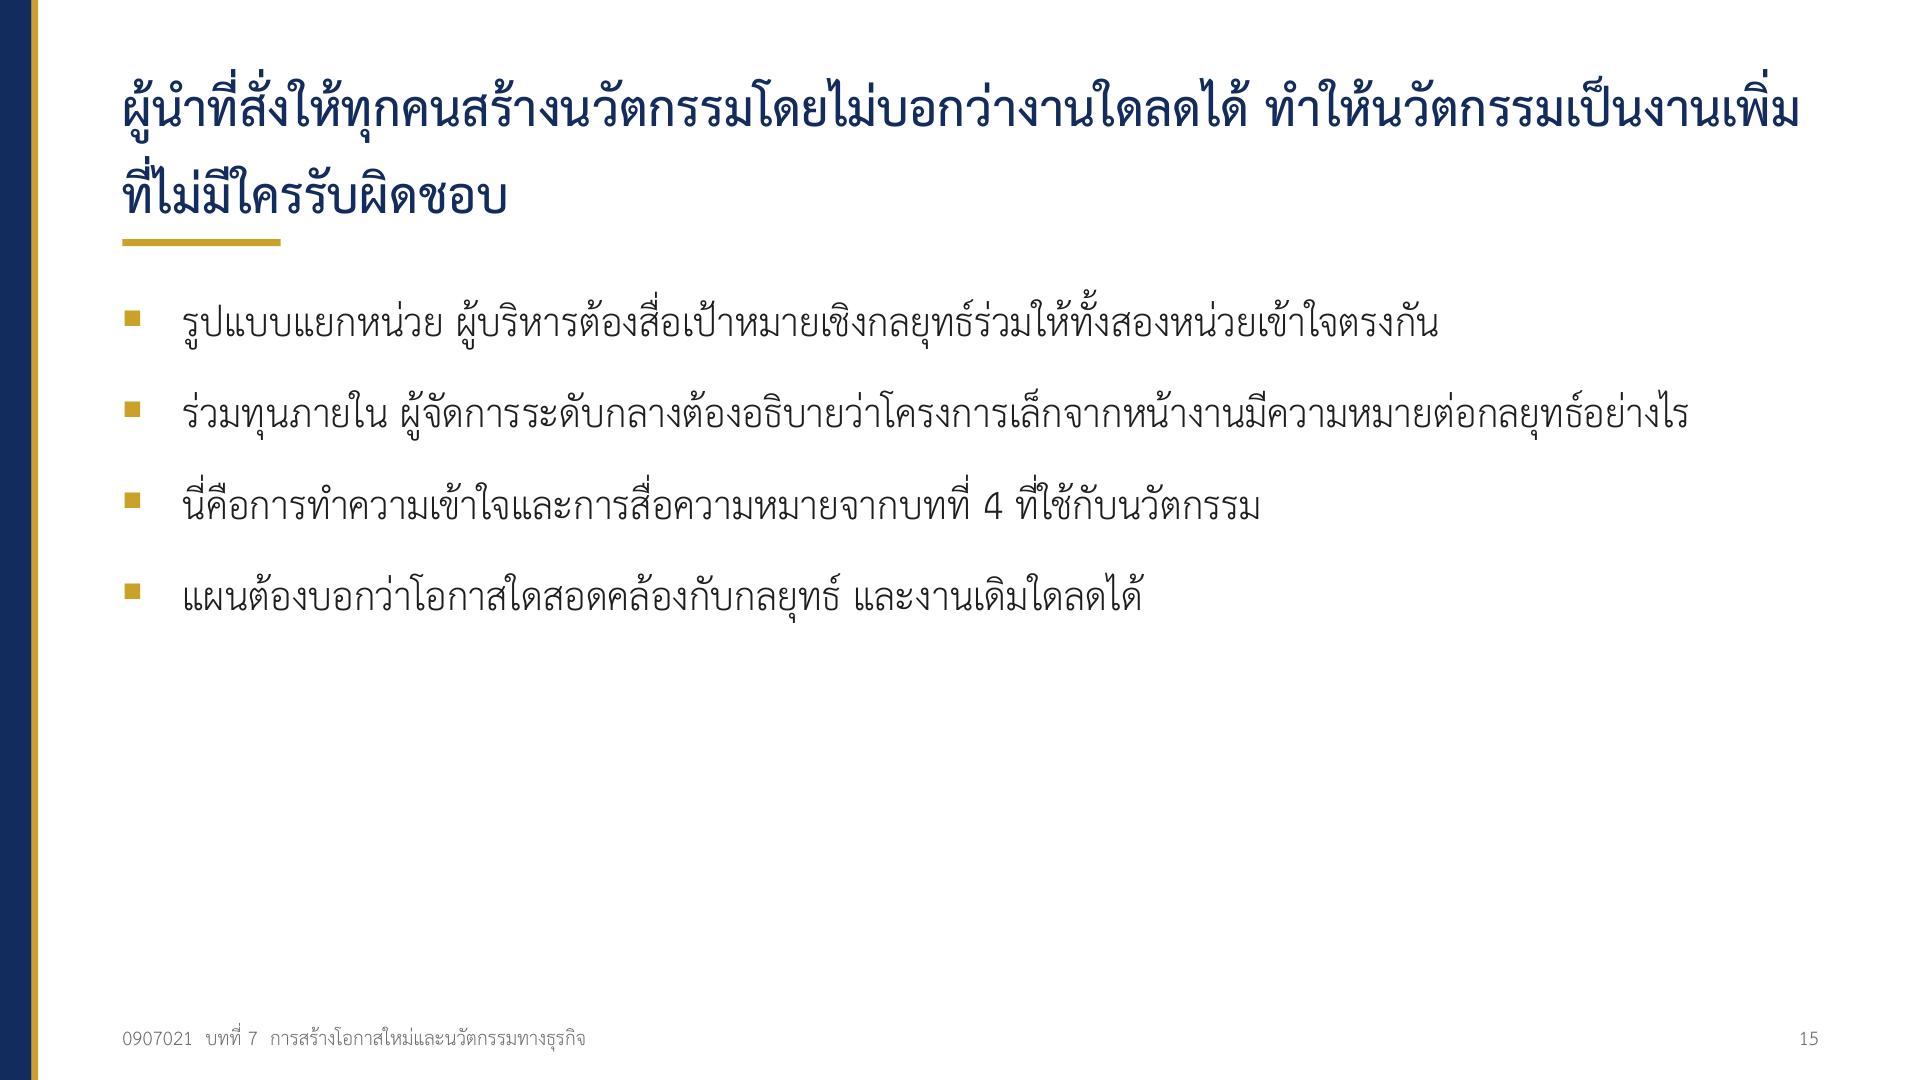 ผู้นำที่สั่งให้ทุกคนสร้างนวัตกรรมโดยไม่บอกว่างานใดลดได้ ทำให้นวัตกรรมเป็นงานเพิ่ม
ที่ไม่มีใครรับผิดชอบ
รูปแบบแยกหน่วย ผู้บริหารต้องสื่อเป้าหมายเชิงกลยุทธ์ร่วมให้ทั้งสองหน่วยเข้าใจตรงกัน
ร่วมทุนภายใน ผู้จัดการระดับกลางต้องอธิบายว่าโครงการเล็กจากหน้างานมีความหมายต่อกลยุทธ์อย่างไร
นี่คือการทำความเข้าใจและการสื่อความหมายจากบทที่ 4 ที่ใช้กับนวัตกรรม
แผนต้องบอกว่าโอกาสใดสอดคล้องกับกลยุทธ์ และงานเดิมใดลดได้
0907021 บทที่ 7 การสร้างโอกาสใหม่และนวัตกรรมทางธุรกิจ
15